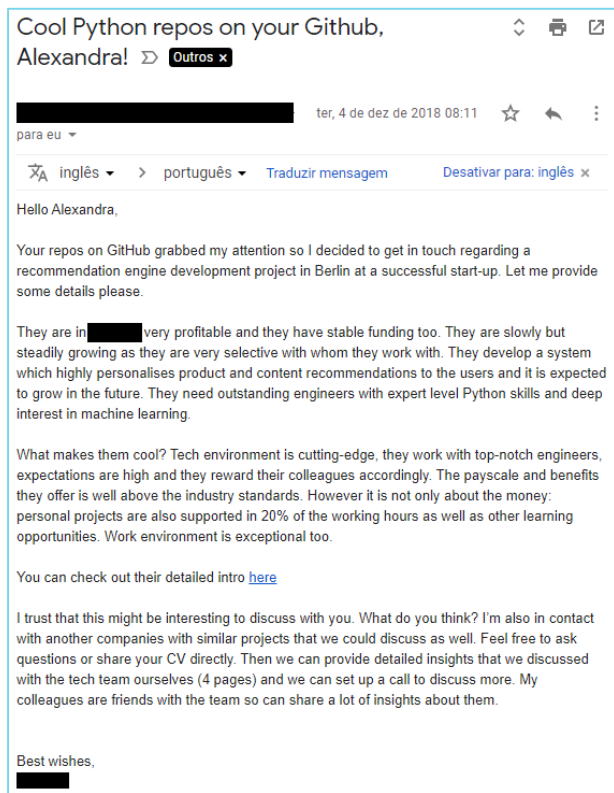 Cool Python repos on your Github,
Alexandra! Outros x
ter, 4 de dez de 2018 08:11
para eu
inglês > português Traduzir mensagem Desativar para: inglês x
Hello Alexandra,
Your repos on GitHub grabbed my attention so I decided to get in touch regarding a
recommendation engine development project in Berlin at a successful start-up. Let me provide
some details please.
They are in very profitable and they have stable funding too. They are slowly but
steadily growing as they are very selective with whom they work with. They develop a system
which highly personalises product and content recommendations to the users and it is expected
to grow in the future. They need outstanding engineers with expert level Python skills and deep
interest in machine learning.
What makes them cool? Tech environment is cutting-edge, they work with top-notch engineers,
expectations are high and they reward their colleagues accordingly. The payscale and benefits
they offer is well above the industry standards. However it is not only about the money:
personal projects are also supported in 20% of the working hours as well as other learning
opportunities. Work environment is exceptional too.
You can check out their detailed intro here
I trust that this might be interesting to discuss with you. What do you think? I'm also in contact
with another companies with similar projects that we could discuss as well. Feel free to ask
questions or share your CV directly. Then we can provide detailed insights that we discussed
with the tech team ourselves (4 pages) and we can set up a call to discuss more. My
colleagues are friends with the team so can share a lot of insights about them.
Best wishes,